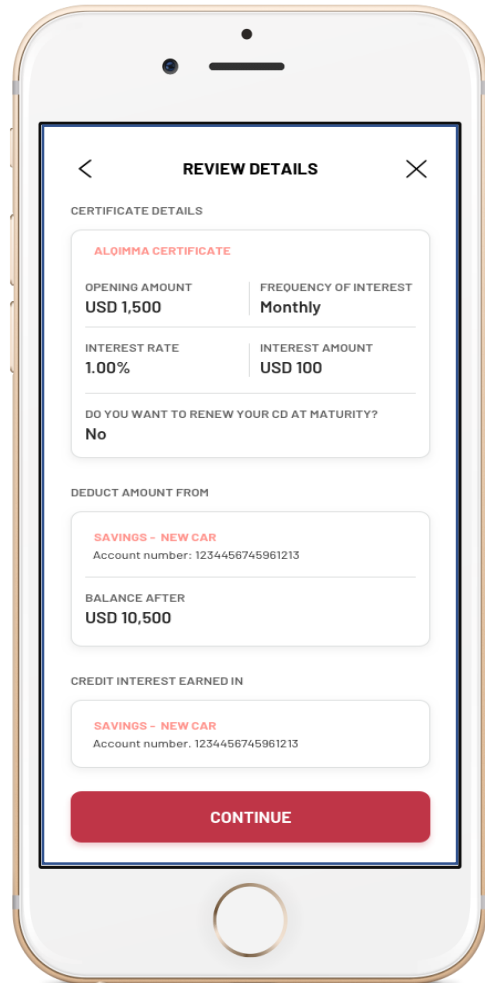 REVIEW DETAILS
CERTIFICATE DETAILS
ALQIMMA CERTIFICATE
OPENING AMOUNT
USD 1,500
FREQUENCY OF INTEREST
Monthly
INTEREST RATE
1.00%
INTEREST AMOUNT
USD 100
DO YOU WANT TO RENEW YOUR CD AT MATURITY?
No
DEDUCT AMOUNT FROM
SAVINGS - NEW CAR
Account number: 1234456745961213
BALANCE AFTER
USD 10,500
CREDIT INTEREST EARNED IN
SAVINGS - NEW CAR
Account number. 1234456745961213
CONTINUE